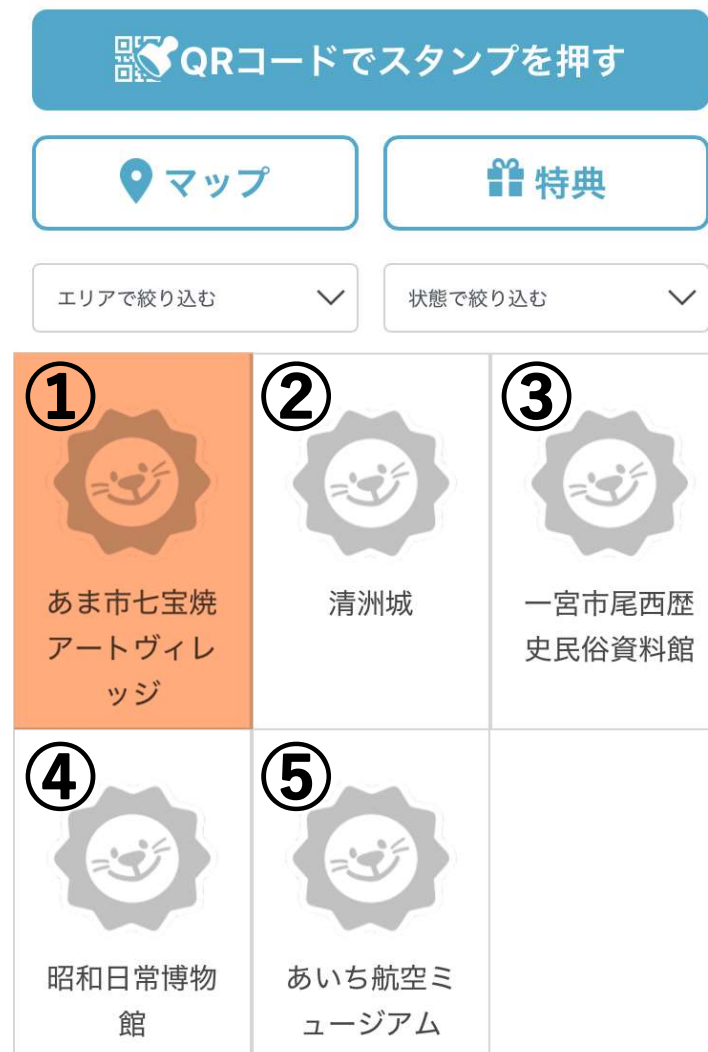 QRコードでスタンプを押す
マップ
特典
エリアで絞り込む
状態で絞り込む
①
②
③
あま市七宝焼
アートヴィレ
ッジ
清洲城
一宮市尾西歴
史民俗資料館
④
⑤
昭和日常博物
館
あいち航空ミ
ュージアム